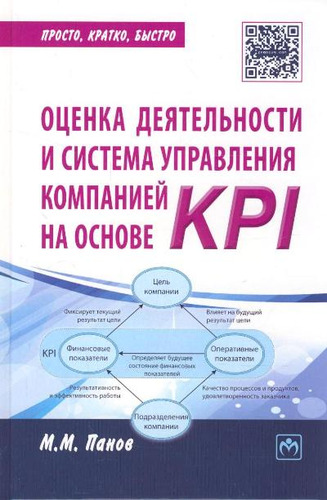 ПРОСТО, КРАТКО, БЫСТРО
ОЦЕНКА ДЕЯТЕЛЬНОСТИ
И СИСТЕМА УПРАВЛЕНИЯ
КОМПАНИЕЙ
НА ОСНОВЕ KPI
Цель
компании
Фиксирует текущий
результат цели
Влияет на будущий
результат цели
KPI
Финансовые
показатели
Определяет будущее
состояние финансовых
показателей
Оперативные
показатели
Результативность
и эффективность работы
Качество процессов и продуктов,
удовлетворенность заказчика
Подразделения
компании
М.М. Панов